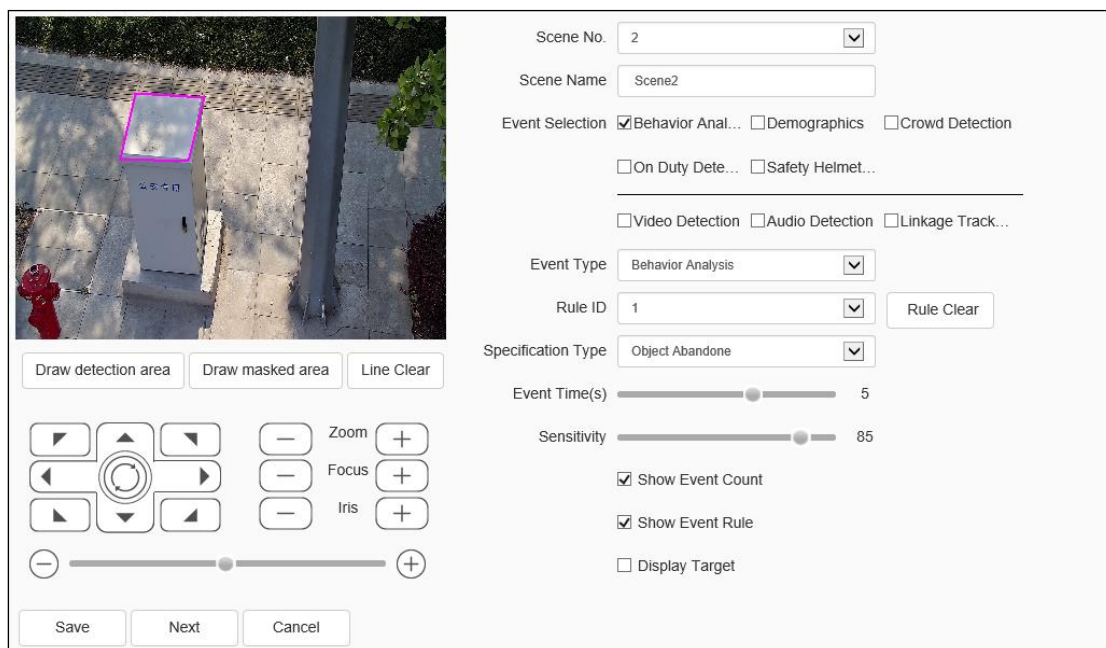 Scene No. 2
Scene Name Scene2
Event Selection Behavior Anal... Demographics Crowd Detection
On Duty Dete... Safety Helmet...
Video Detection Audio Detection Linkage Track...
Event Type Behavior Analysis
Rule ID 1 Rule Clear
Specification Type Object Abandone
Event Time(s) 5
Sensitivity 85
Show Event Count
Show Event Rule
Display Target
Draw detection area Draw masked area Line Clear
Zoom
Focus
Iris
Save Next Cancel